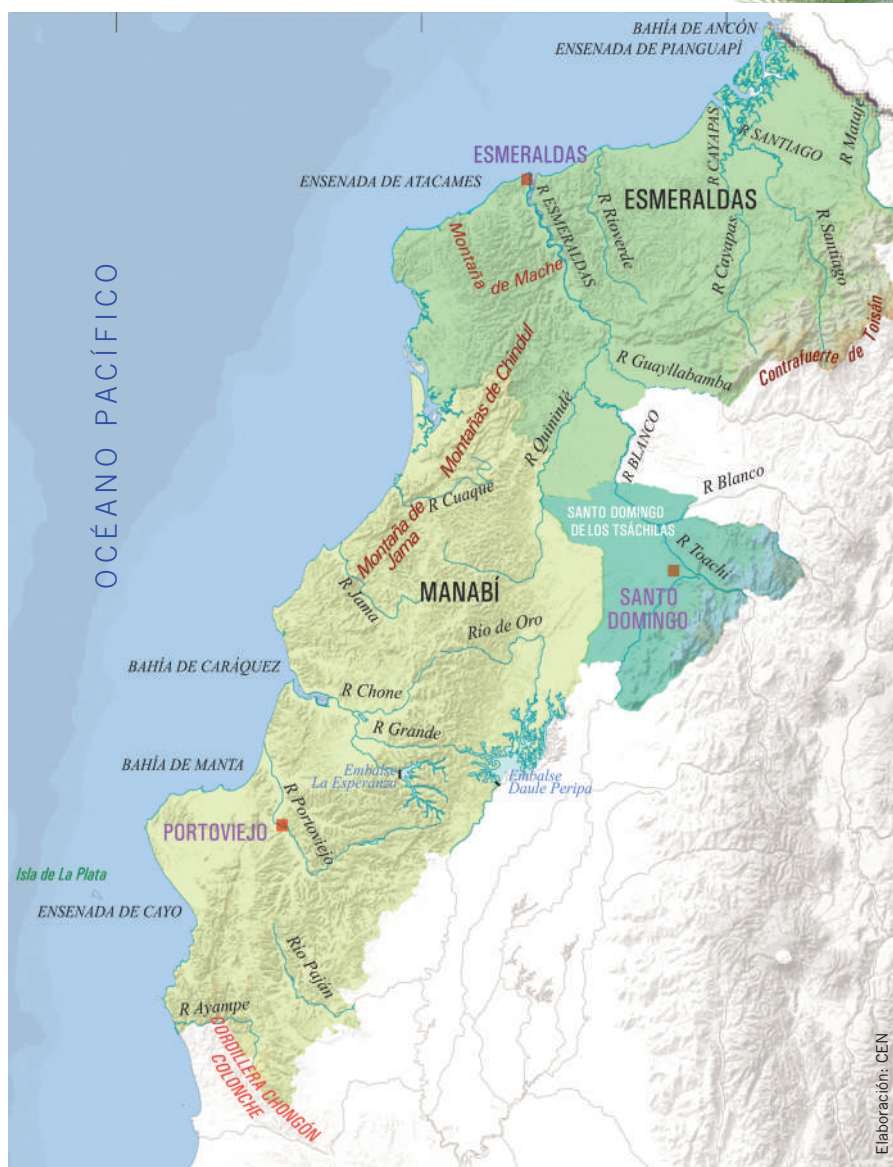 BAHÍA DE ANCÓN
ENSENADA DE PIANGUAPÍ
R CAYAPAS
R SANTIAGO
R Mataje
ESMERALDAS
ENSENADA DE ATACAMES
R ESMERALDAS
R Rioverde
ESMERALDAS
R Cayapas
R Santiago
Montaña
de Mache
OCÉANO PACÍFICO
Contrafuerte de Toisán
R Guayllabamba
Montañas de Chindul
R Quinindé
R BLANCO
R Blanco
R Cuaque
SANTO DOMINGO
DE LOS TSÁCHILAS
Montaña de
Jama
R Toachi
R Jama
MANABÍ
SANTO
DOMINGO
Río de Oro
BAHÍA DE CARÁQUEZ
R Chone
R Grande
BAHÍA DE MANTA
Embalse
La Esperanza
Embalse
Daule Peripa
R Portoviejo
PORTOVIEJO
Isla de La Plata
ENSENADA DE CAYO
Río Paján
R Ayampe
CORDILLERA CHONGÓN
COLONCHE
Elaboración: CEN